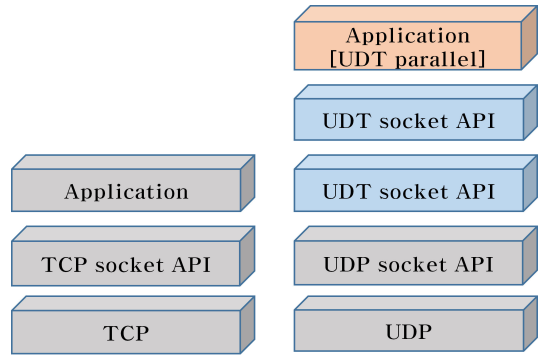 Application
[UDT parallel]
UDT socket API
Application
UDT socket API
TCP socket API
UDP socket API
TCP
UDP